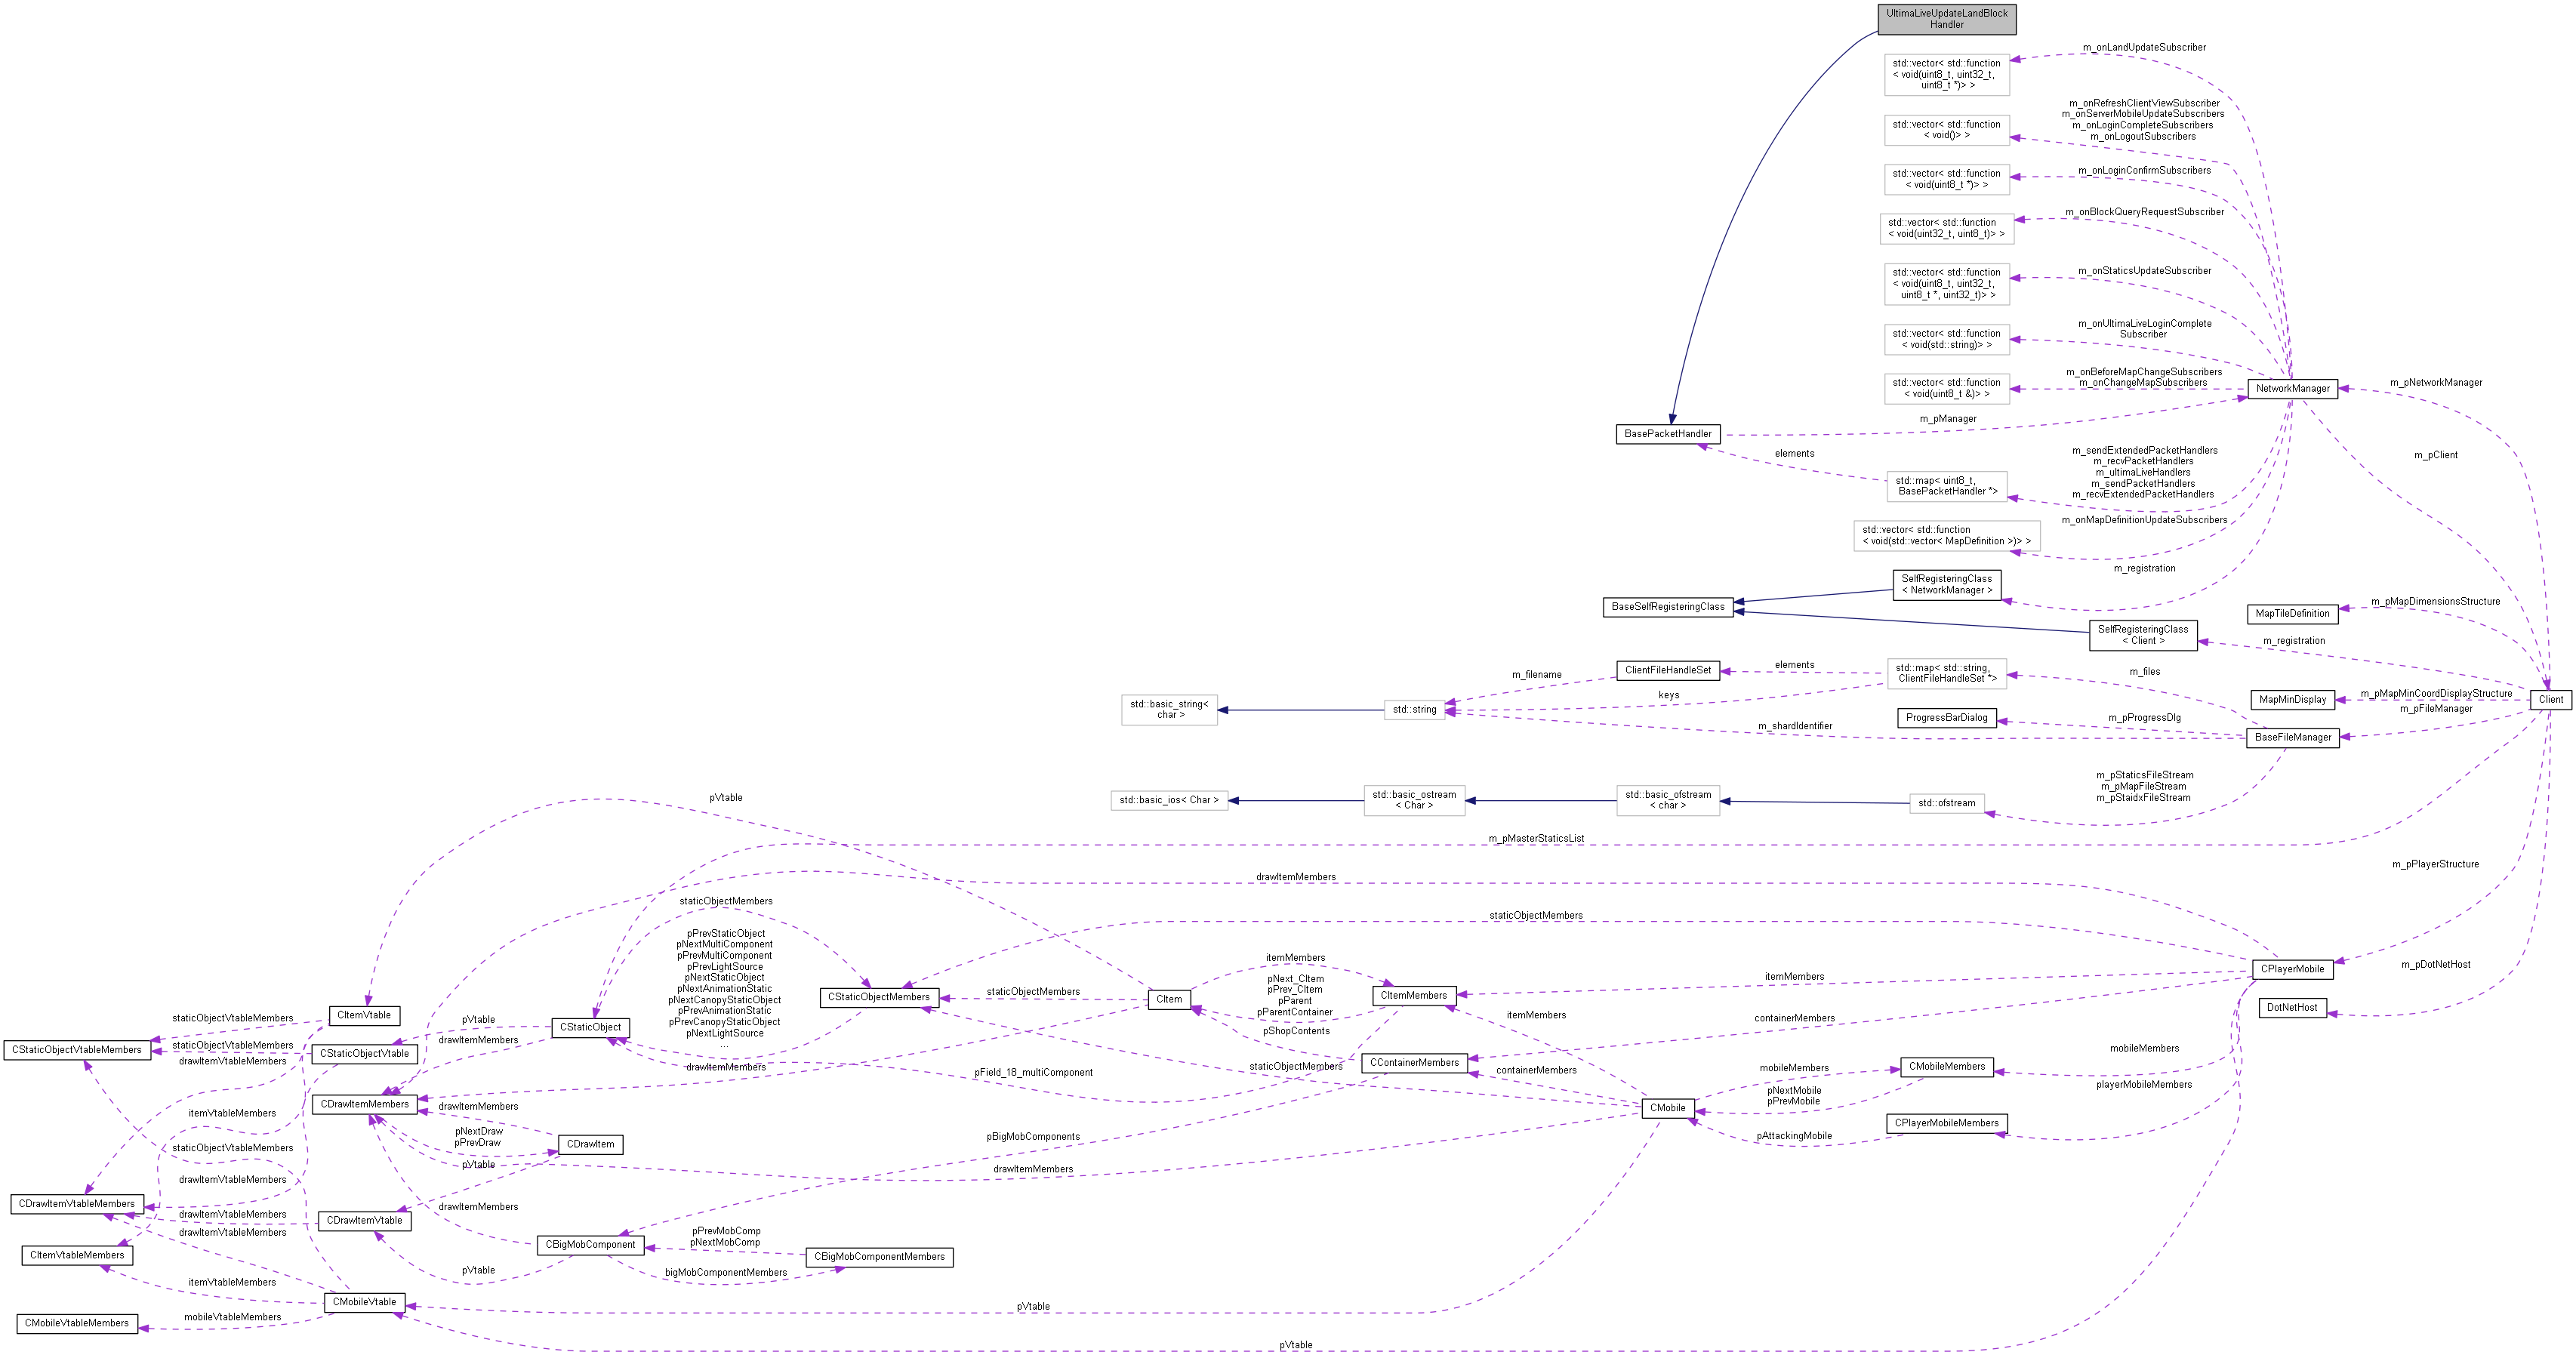 UltimaLiveUpdateLandBlock
Handler
m_onLandUpdateSubscriber
std::vector< std::function
< void(uint8_t, uint32_t,
uint8_t *)> >
m_onRefreshClientViewSubscriber
m_onServerMobileUpdateSubscribers
m_onLoginCompleteSubscribers
m_onLogoutSubscribers
std::vector< std::function
< void()> >
m_onLoginConfirmSubscribers
std::vector< std::function
< void(uint8_t *)> >
m_onBlockQueryRequestSubscriber
std::vector< std::function
< void(uint32_t, uint8_t)> >
m_onStaticsUpdateSubscriber
std::vector< std::function
< void(uint8_t, uint32_t,
uint8_t *, uint32_t)> >
m_onUltimaLiveLoginComplete
Subscriber
std::vector< std::function
< void(std::string)> >
m_onBeforeMapChangeSubscribers
m_onChangeMapSubscribers
std::vector< std::function
< void(uint8_t &)> >
NetworkManager
m_pNetworkManager
m_pManager
BasePacketHandler
elements
m_pClient
m_sendExtendedPacketHandlers
m_recvPacketHandlers
m_ultimaLiveHandlers
m_sendPacketHandlers
m_recvExtendedPacketHandlers
std::map< uint8_t,
BasePacketHandler *>
m_onMapDefinitionUpdateSubscribers
std::vector< std::function
< void(std::vector< MapDefinition >)> >
m_registration
SelfRegisteringClass
< NetworkManager >
BaseSelfRegisteringClass
m_pMapDimensionsStructure
MapTileDefinition
SelfRegisteringClass
< Client >
m_registration
ClientFileHandleSet
elements
std::map< std::string,
ClientFileHandleSet *>
m_files
m_filename
keys
std::basic_string<
char >
std::string
m_pMapMinCoordDisplayStructure
MapMinDisplay
Client
m_pFileManager
ProgressBarDialog
m_pProgressDlg
m_shardIdentifier
BaseFileManager
m_pStaticsFileStream
m_pMapFileStream
m_pStaidxFileStream
std::basic_ios< Char >
std::basic_ostream
< Char >
std::basic_ofstream
< char >
std::ofstream
pVtable
m_pMasterStaticsList
m_pPlayerStructure
drawItemMembers
staticObjectMembers
staticObjectMembers
pPrevStaticObject
pNextMultiComponent
pPrevMultiComponent
pPrevLightSource
pNextStaticObject
pNextAnimationStatic
pNextCanopyStaticObject
pPrevAnimationStatic
pPrevCanopyStaticObject
pNextLightSource
...
itemMembers
pNext_CItem
pPrev_CItem
pParent
pParentContainer
itemMembers
CPlayerMobile
m_pDotNetHost
CStaticObjectMembers
staticObjectMembers
CItem
CItemMembers
DotNetHost
CItemVtable
staticObjectVtableMembers
pVtable
CStaticObject
pShopContents
itemMembers
containerMembers
CStaticObjectVtableMembers
staticObjectVtableMembers
drawItemVtableMembers
CStaticObjectVtable
drawItemMembers
drawItemMembers
pField_18_multiComponent
staticObjectMembers
CContainerMembers
containerMembers
mobileMembers
CMobileMembers
mobileMembers
pNextMobile
pPrevMobile
playerMobileMembers
CDrawItemMembers
itemVtableMembers
drawItemMembers
CMobile
CPlayerMobileMembers
pNextDraw
pPrevDraw
CDrawItem
pBigMobComponents
pAttackingMobile
staticObjectVtableMembers
pVtable
drawItemMembers
drawItemVtableMembers
CDrawItemVtableMembers
drawItemVtableMembers
drawItemVtableMembers
CDrawItemVtable
drawItemMembers
CItemVtableMembers
CBigMobComponent
pPrevMobComp
pNextMobComp
CBigMobComponentMembers
pVtable
bigMobComponentMembers
itemVtableMembers
CMobileVtable
pVtable
CMobileVtableMembers
mobileVtableMembers
pVtable